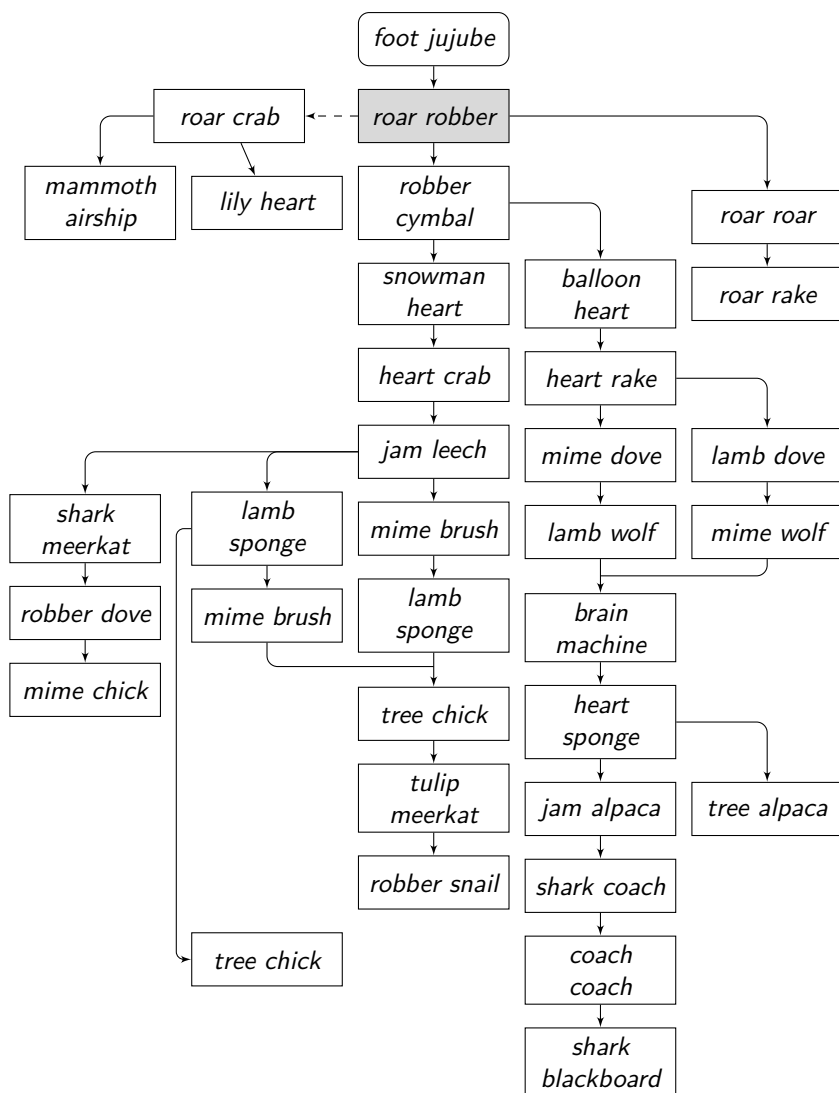 foot jujube
roar crab
roar robber
mammoth
airship
lily heart
robber
cymbal
roar roar
snowman
heart
balloon
heart
roar rake
heart crab
heart rake
jam leech
mime dove
lamb dove
shark
meerkat
lamb
sponge
mime brush
lamb wolf
mime wolf
robber dove
mime brush
lamb
sponge
brain
machine
mime chick
tree chick
heart
sponge
tulip
meerkat
jam alpaca
tree alpaca
robber snail
shark coach
tree chick
coach
coach
shark
blackboard